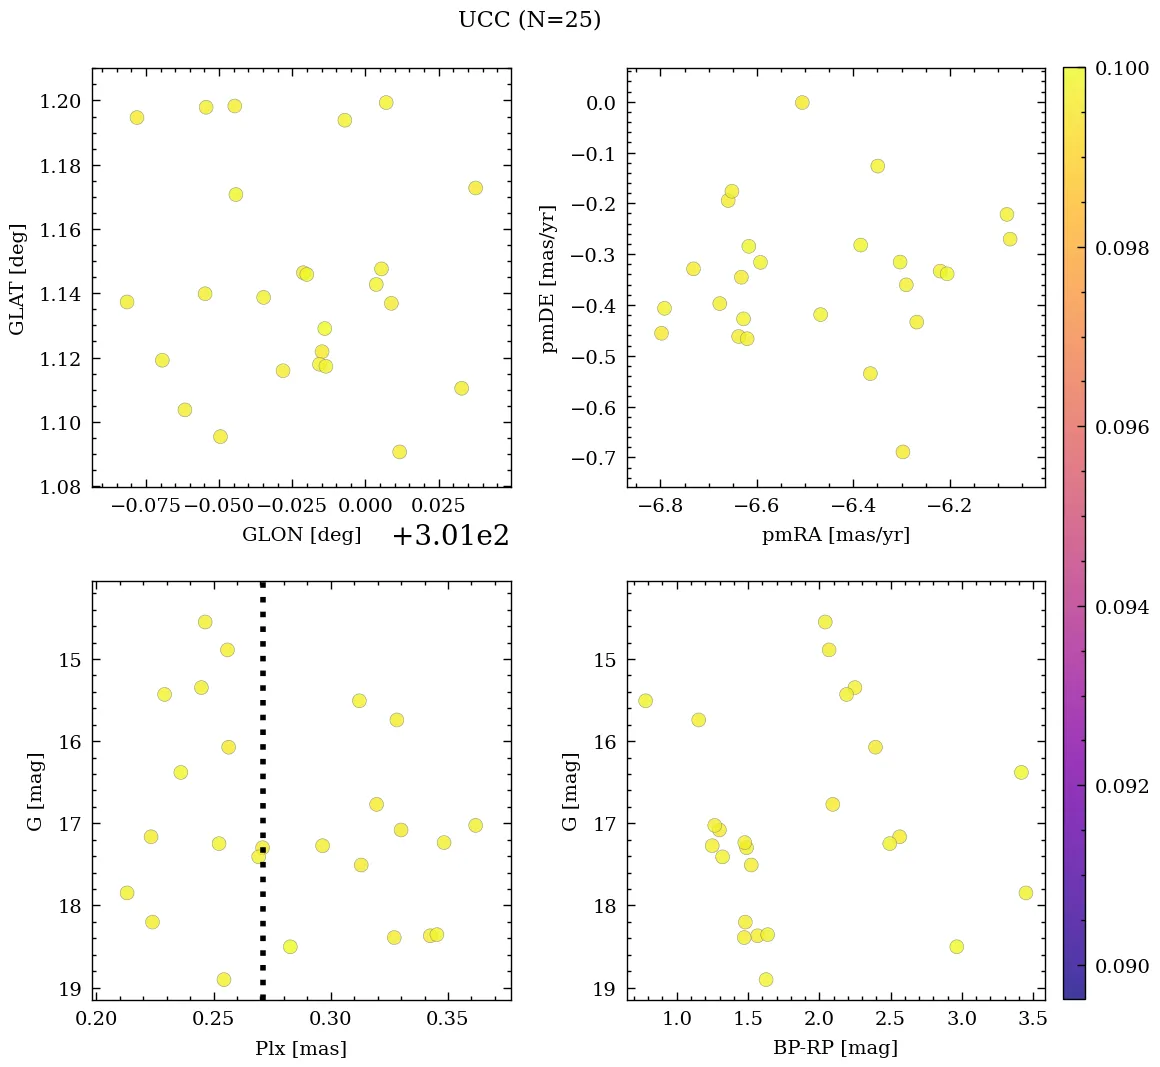 UCC (N=25)
1.20
1.18
1.16
1.14
1.12
1.10
1.08
GLAT [deg]
−0.075 −0.050 −0.025 0.000 0.025
GLON [deg] +3.01e2
0.0
−0.1
−0.2
−0.3
−0.4
−0.5
−0.6
−0.7
pmDE [mas/yr]
−6.8 −6.6 −6.4 −6.2
pmRA [mas/yr]
15
16
17
18
19
G [mag]
0.20 0.25 0.30 0.35
Plx [mas]
15
16
17
18
19
G [mag]
1.0 1.5 2.0 2.5 3.0 3.5
BP-RP [mag]
0.100
0.098
0.096
0.094
0.092
0.090